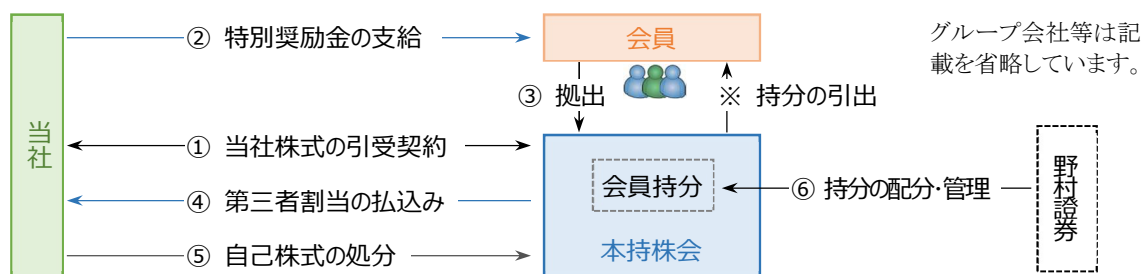 ② 特別奨励金の支給
会員
グループ会社等は記
載を省略しています。
③ 拠出
※ 持分の引出
当社
① 当社株式の引受契約
④ 第三者割当の払込み
⑤ 自己株式の処分
会員持分
本持株会
⑥ 持分の配分・管理
野村證券